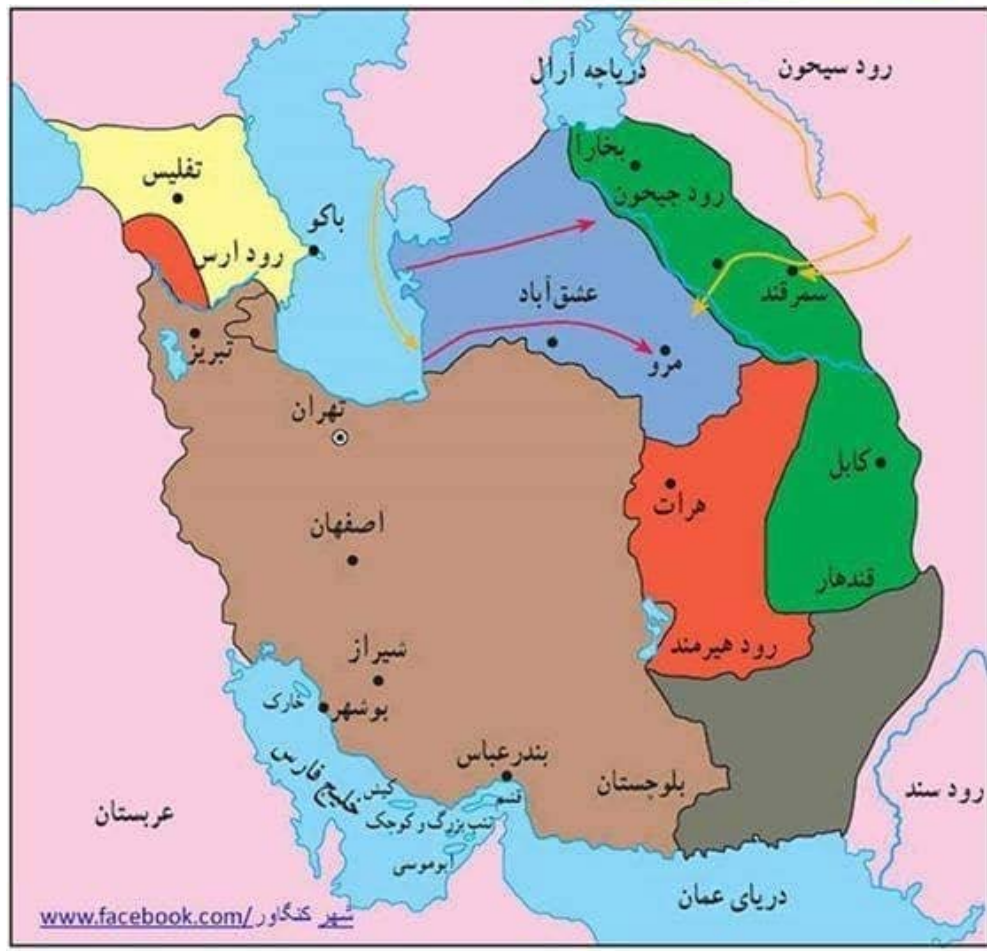 دریاچه آرال
رود سیحون
بخارا
رود جیحون
تفلیس
باکو
رود ارس
سمرقند
عشق‌آباد
مرو
تبریز
تهران
کابل
هرات
اصفهان
قندهار
رود هیرمند
شیراز
خارک
بوشهر
خلیج فارس
بندرعباس
بلوچستان
کیش
قشم
تنب بزرگ و کوچک
ابوموسی
عربستان
رود سند
دریای عمان
www.facebook.com/شهر کنگاور